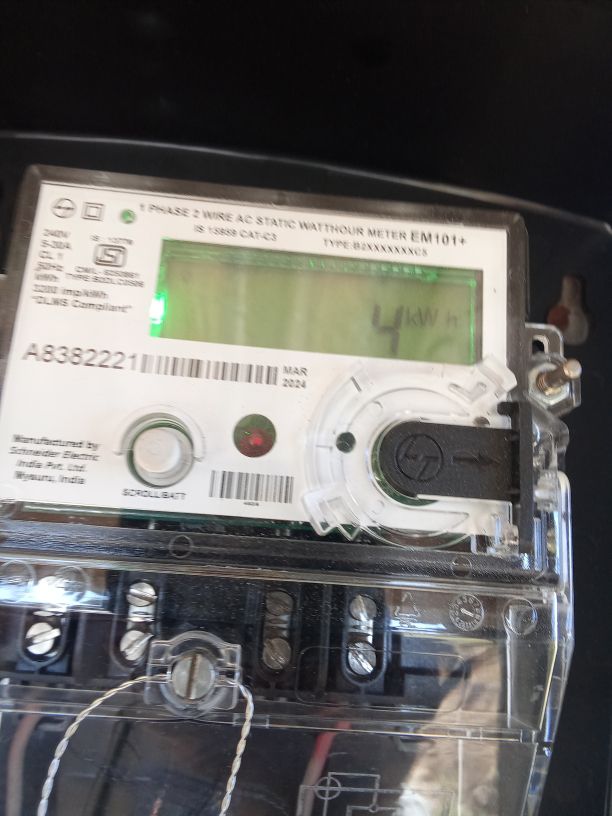 1 PHASE 2 WIRE AC STATIC WATTHOUR METER EM101+
IS 15959 CAT-C3 TYPE:B2XXXXXXXC3
240V
5-30A
CL 1
50Hz
kWh
3200 Imp/kWh
"DLMS Compliant"
IS 13779
4 kW h
A8382221
MAR
2024
Manufactured by
Schneider Electric
India Pvt. Ltd.
Mysuru, India
SCROLL/BATT